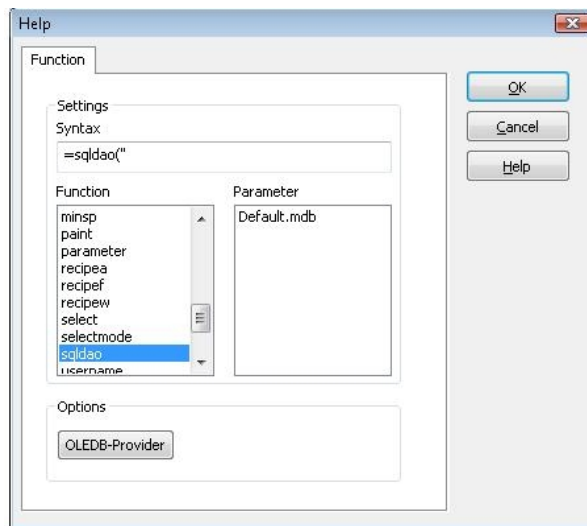 Help
Function
OK
Cancel
Help
Settings
Syntax
=sqldao("
Function
Parameter
minsp
paint
parameter
recipea
recipef
recipew
select
selectmode
sqldao
username
Default.mdb
Options
OLEDB-Provider